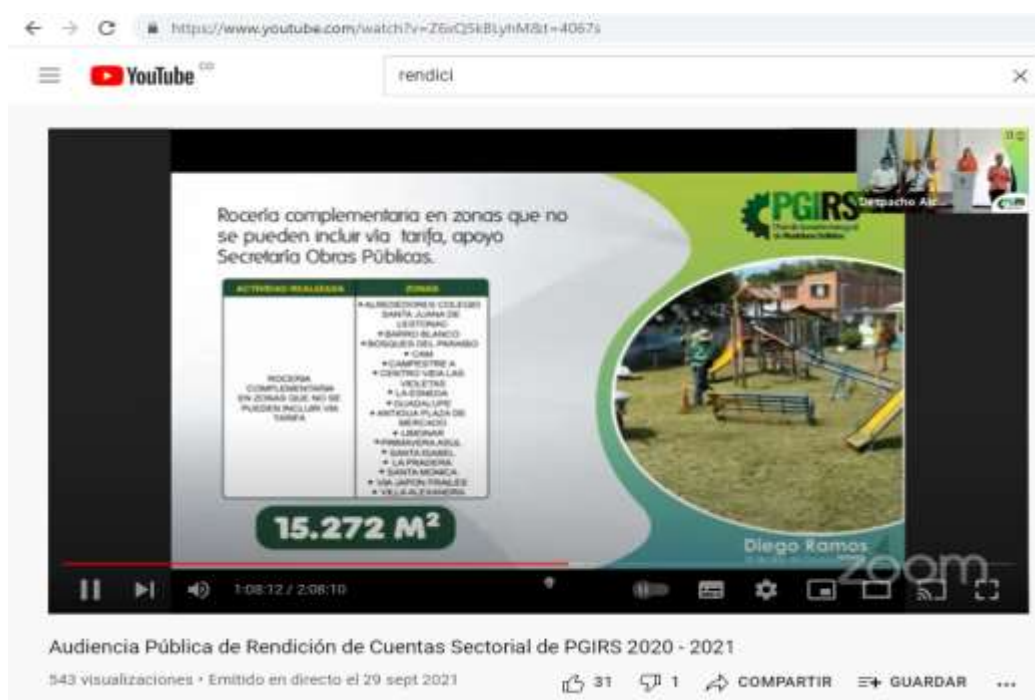 https://www.youtube.com/watch?v=Z6xQSkBLyhM&t=4067s
YouTube CO
rendici
Rocería complementaria en zonas que no
se pueden incluir vía tarifa, apoyo
Secretaría Obras Públicas.
PGIRS
Despacho Alc...
ACTIVIDAD REALIZADA
ZONAS
ROCERIA
COMPLEMENTARIA
EN ZONAS QUE NO SE
PUEDEN INCLUIR VIA
TARIFA
ALREDEDORES COLEGIO
SANTA JUANA DE
LESTONAC
BARRO BLANCO
BOSQUES DEL PARAISO
CAM
CAMPESTRE A
CENTRO VIDA LAS
VIOLETAS
LA ESNEDA
GUADALUPE
ANTIGUA PLAZA DE
MERCADO
LIMONAR
PRIMAVERA AZUL
SANTA ISABEL
LA PRADERA
SANTA MONICA
VIA JAPON FRAILES
VILLA ALEXANDRA
15.272 M²
Diego Ramos
zoom
1:08:12 / 2:08:10
Audiencia Pública de Rendición de Cuentas Sectorial de PGIRS 2020 - 2021
543 visualizaciones • Emitido en directo el 29 sept 2021
31
1
COMPARTIR
GUARDAR